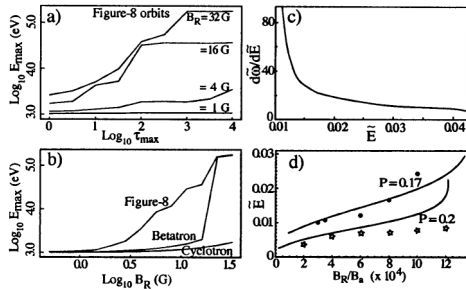 a)
Figure-8 orbits
B_R=32 G
=16 G
= 4 G
= 1 G
Log10 E_max (eV)
5.0
4.0
3.0
0 1 2 3 4
Log10 τ_max
b)
Figure-8
Betatron
Cyclotron
Log10 E_max (eV)
5.0
4.0
3.0
0.0 0.5 1.0 1.5
Log10 B_R (G)
c)
dω̃/dẼ
80
40
0
0.01 0.02 0.03 0.04
Ẽ
d)
P=0.17
P=0.2
Ẽ
0.03
0.02
0.01
0
0 2 4 6 8 10 12
B_R/B_a (x 10^4)